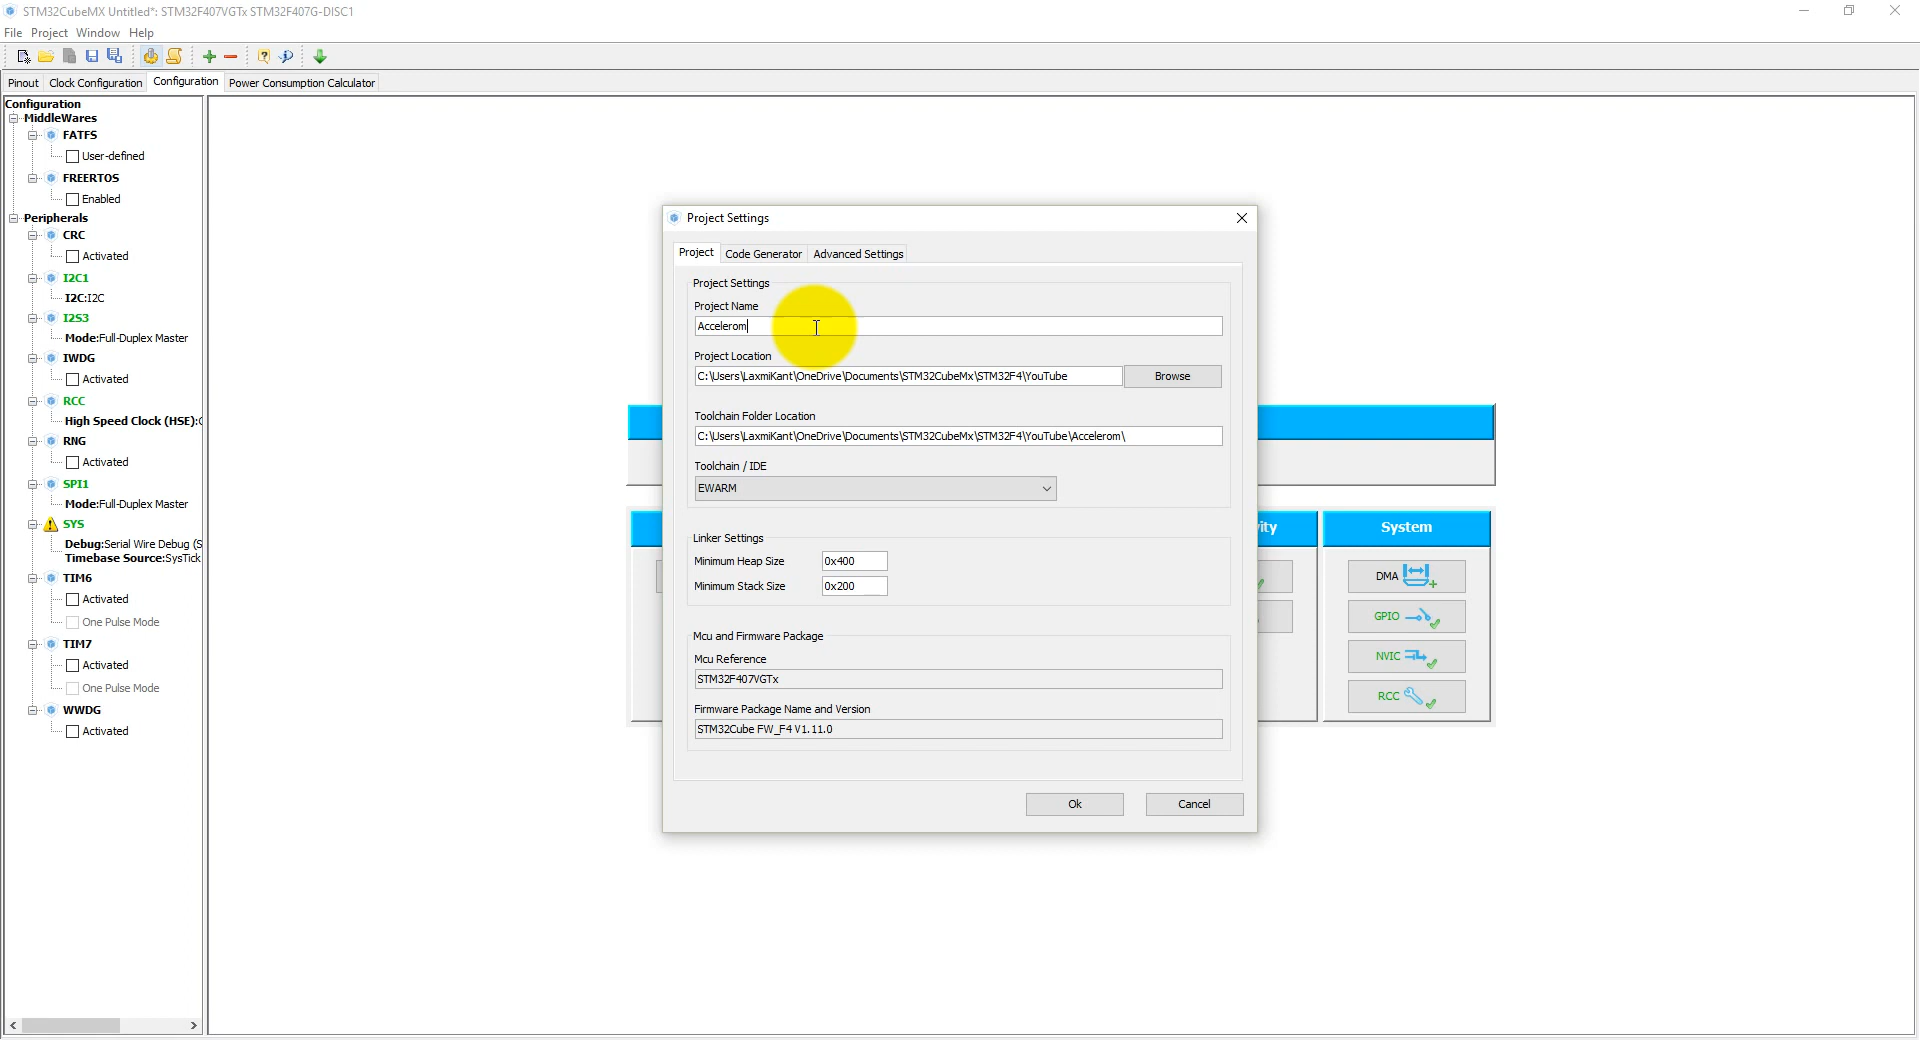 STM32CubeMX Untitled*: STM32F407VGTx STM32F407G-DISC1
File Project Window Help
Pinout Clock Configuration Configuration Power Consumption Calculator
Configuration
MiddleWares
FATFS
User-defined
FREERTOS
Enabled
Peripherals
CRC
Activated
I2C1
I2C:I2C
I2S3
Mode:Full-Duplex Master
IWDG
Activated
RCC
High Speed Clock (HSE):
RNG
Activated
SPI1
Mode:Full-Duplex Master
SYS
Debug:Serial Wire Debug (S
Timebase Source:SysTick
TIM6
Activated
One Pulse Mode
TIM7
Activated
One Pulse Mode
WWDG
Activated
Project Settings
Project Code Generator Advanced Settings
Project Settings
Project Name
Accelerom
Project Location
C:\Users\LaxmiKant\OneDrive\Documents\STM32CubeMx\STM32F4\YouTube Browse
Toolchain Folder Location
C:\Users\LaxmiKant\OneDrive\Documents\STM32CubeMx\STM32F4\YouTube\Accelerom\
Toolchain / IDE
EWARM
Linker Settings
Minimum Heap Size 0x400
Minimum Stack Size 0x200
Mcu and Firmware Package
Mcu Reference
STM32F407VGTx
Firmware Package Name and Version
STM32Cube FW_F4 V1.11.0
Ok Cancel
ity System
DMA
GPIO
NVIC
RCC